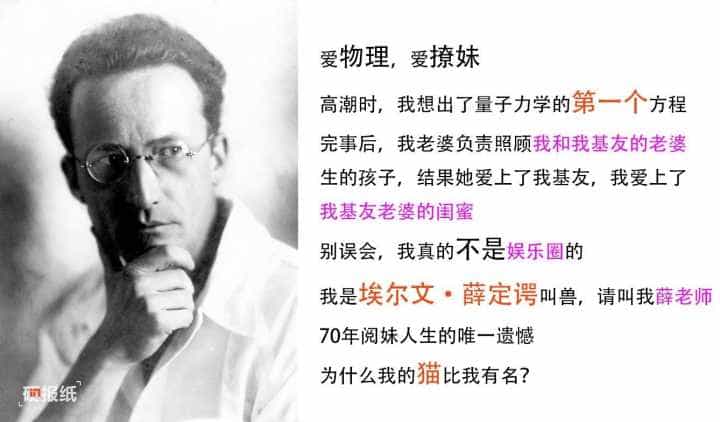 爱物理，爱撩妹
高潮时，我想出了量子力学的第一个方程
完事后，我老婆负责照顾我和我基友的老婆
生的孩子，结果她爱上了我基友，我爱上了
我基友老婆的闺蜜
别误会，我真的不是娱乐圈的
我是埃尔文·薛定谔叫兽，请叫我薛老师
70年阅妹人生的唯一遗憾
为什么我的猫比我有名？
硕报纸